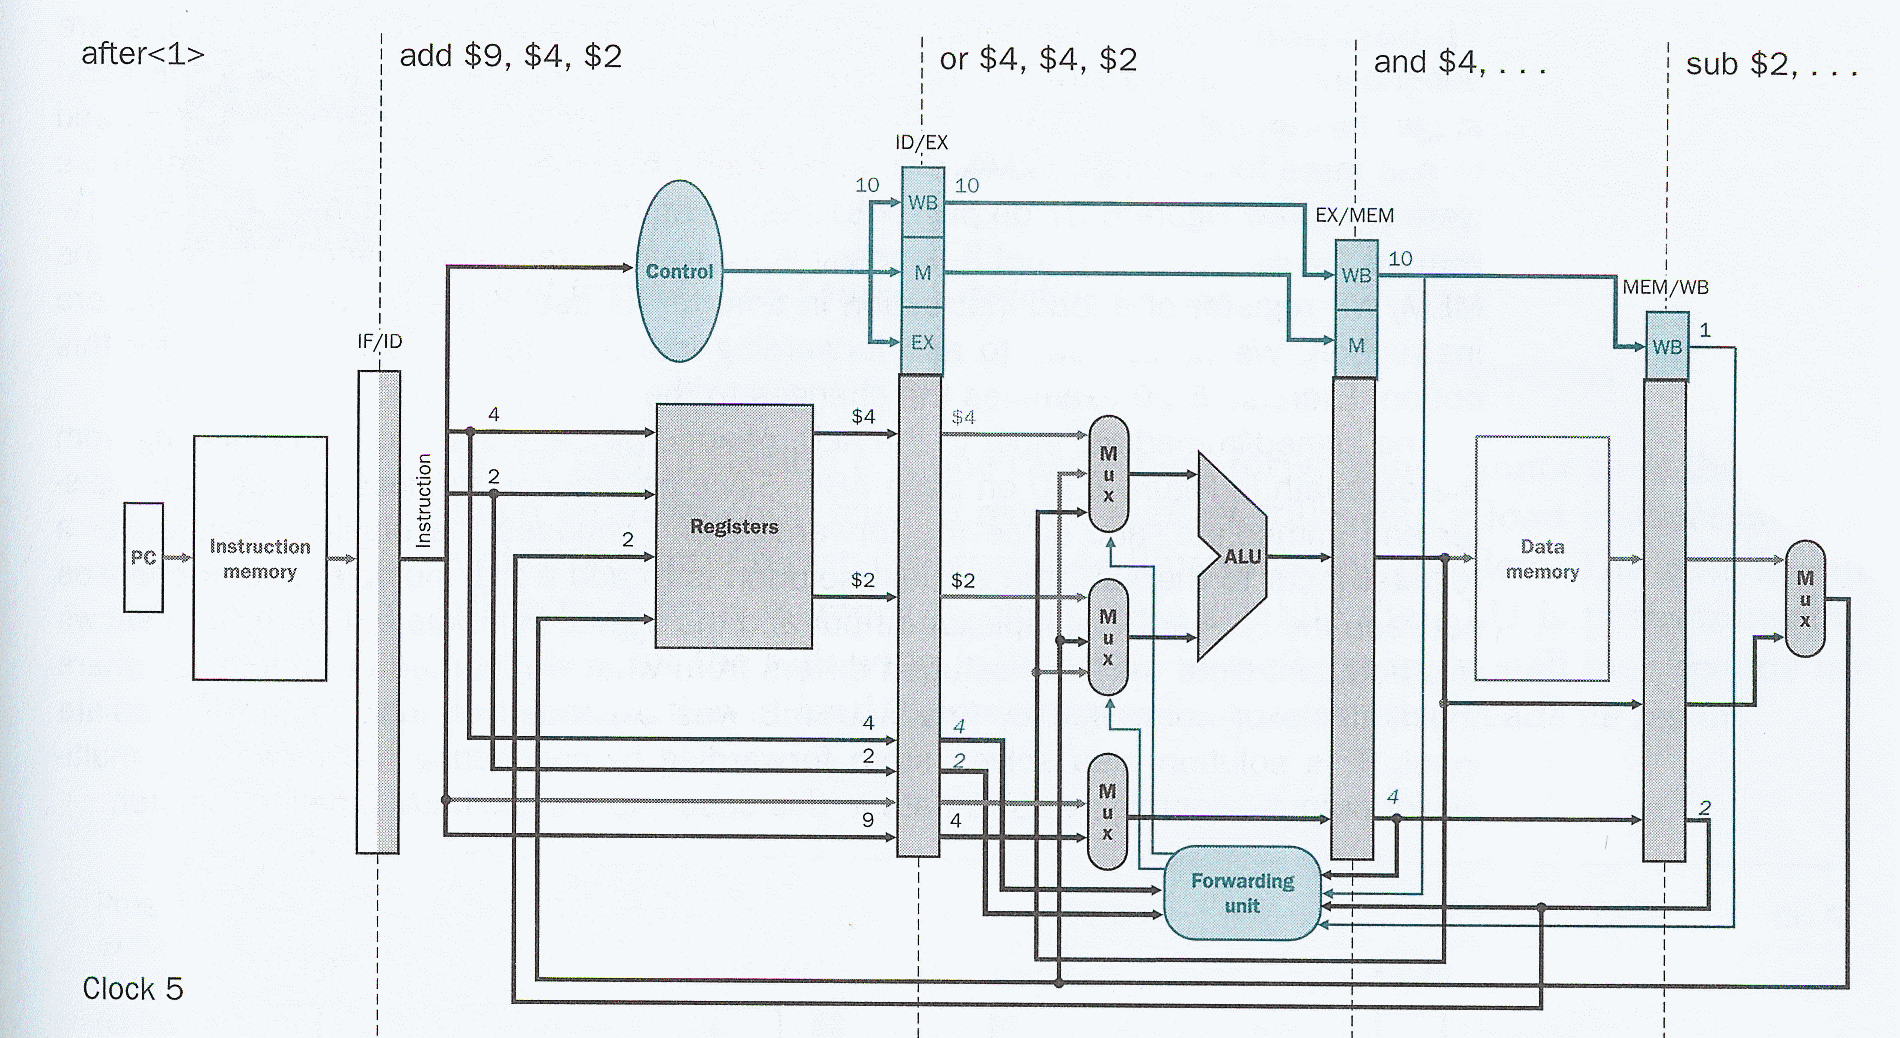 after<1>
add $9, $4, $2
or $4, $4, $2
and $4, . . .
sub $2, . . .
ID/EX
10
WB
10
EX/MEM
Control
M
WB
10
MEM/WB
IF/ID
EX
M
WB
1
4
$4
$4
M
u
x
2
Instruction
Registers
PC
Instruction
memory
2
ALU
Data
memory
M
u
x
$2
$2
M
u
x
4
4
2
2
M
u
x
4
2
9
4
Forwarding
unit
Clock 5